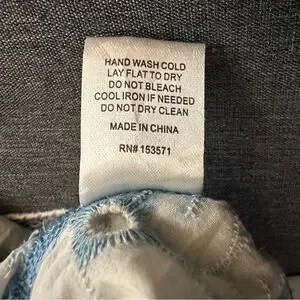 HAND WASH COLD
LAY FLAT TO DRY
DO NOT BLEACH
COOL IRON IF NEEDED
DO NOT DRY CLEAN
MADE IN CHINA
RN# 153571